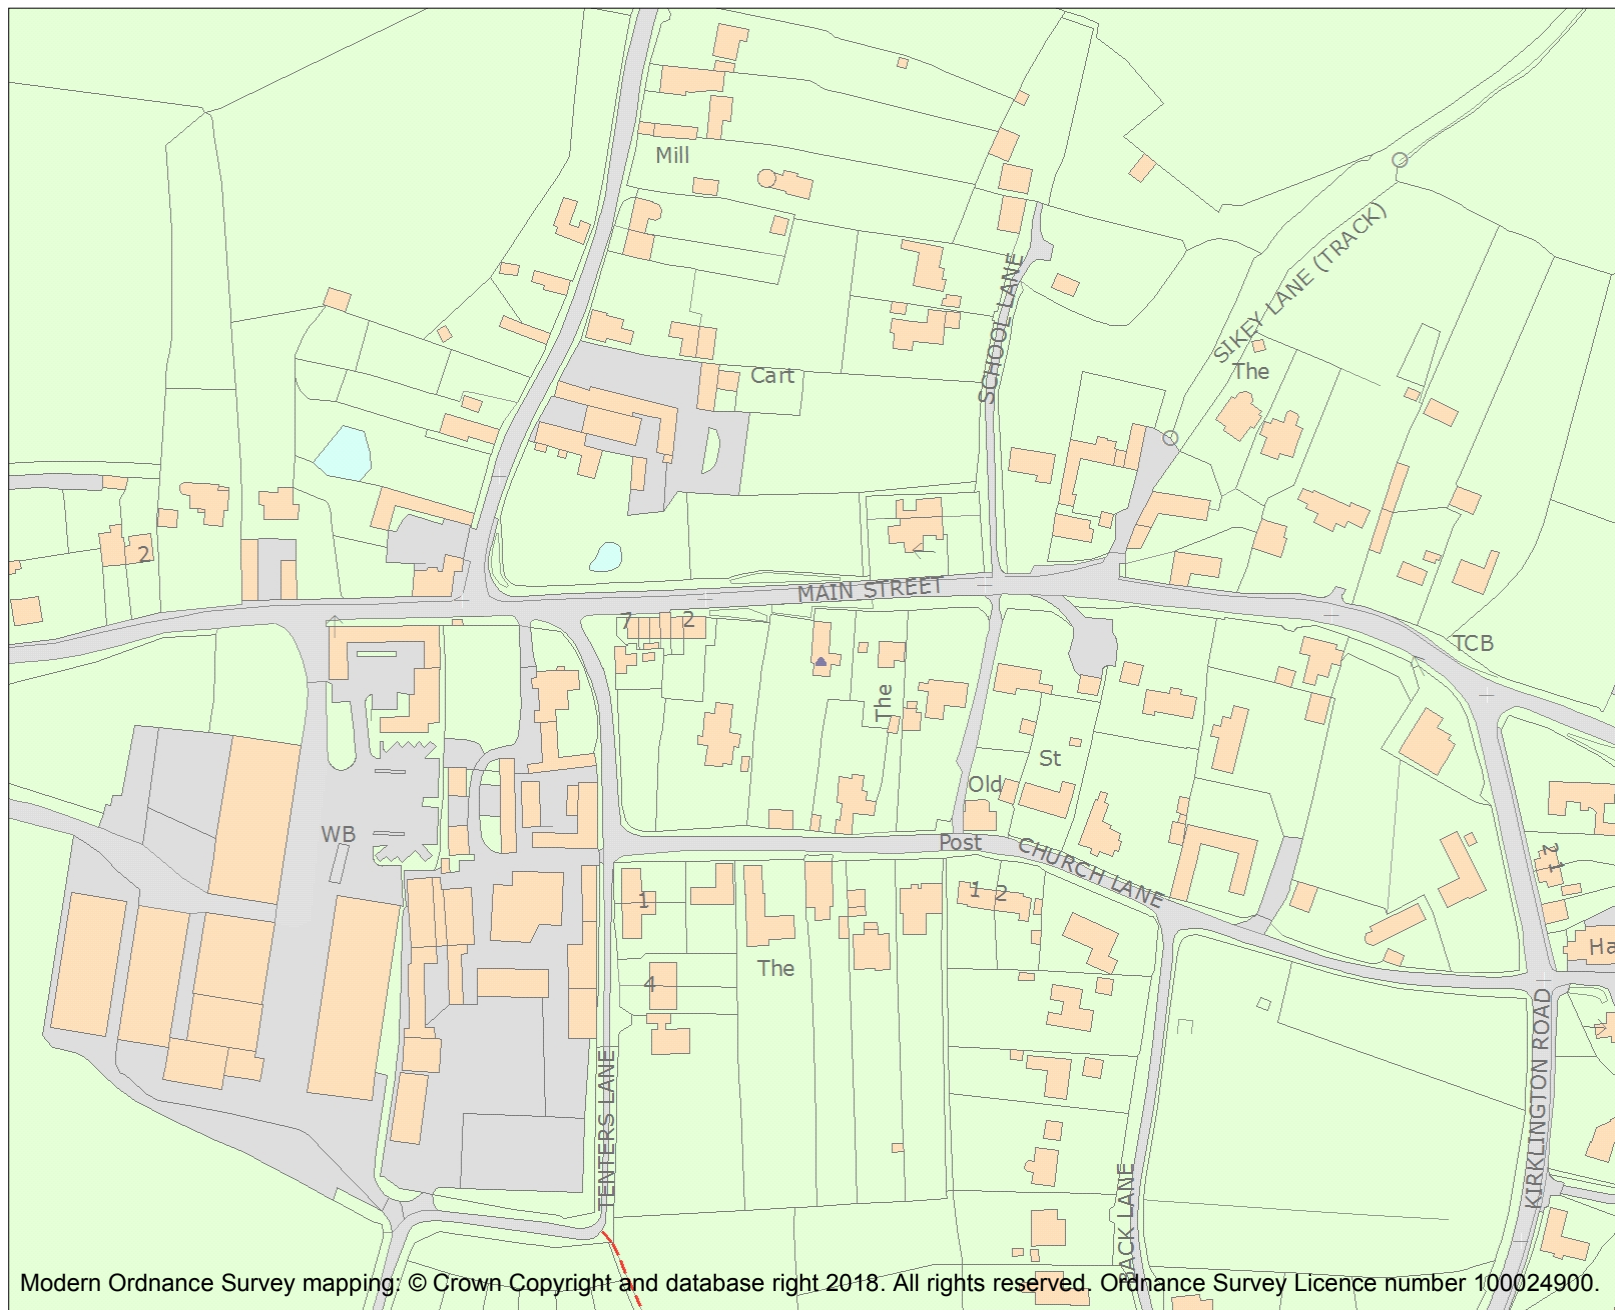 Mill
SCHOOL LANE
SIKEY LANE (TRACK)
Cart
The
2
MAIN STREET
7 2
TCB
The
St
Old
WB
Post
CHURCH LANE
2 1
1
1 2
Ha
The
4
TENTERS LANE
KIRKLINGTON ROAD
BACK LANE
Modern Ordnance Survey mapping: © Crown Copyright and database right 2018. All rights reserved. Ordnance Survey Licence number 100024900.